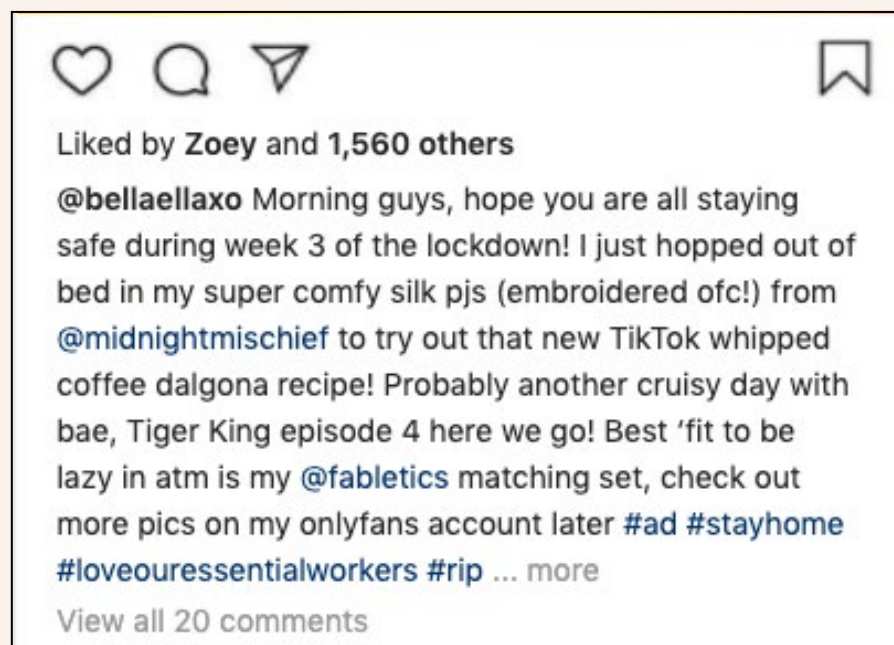 Liked by Zoey and 1,560 others
@bellaellaxo Morning guys, hope you are all staying
safe during week 3 of the lockdown! I just hopped out of
bed in my super comfy silk pjs (embroidered ofc!) from
@midnightmischief to try out that new TikTok whipped
coffee dalgona recipe! Probably another cruisy day with
bae, Tiger King episode 4 here we go! Best ‘fit to be
lazy in atm is my @fabletics matching set, check out
more pics on my onlyfans account later #ad #stayhome
#loveouressentialworkers #rip ... more
View all 20 comments